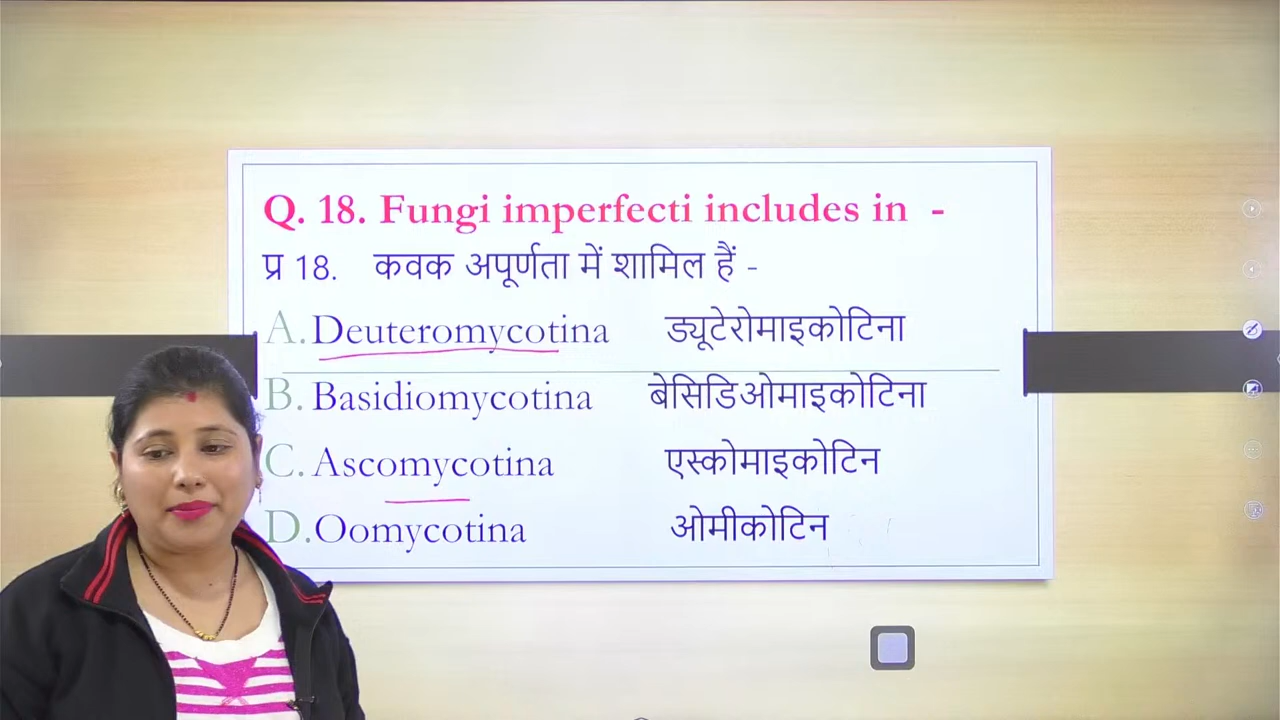 Q. 18. Fungi imperfecti includes in -
प्र 18. कवक अपूर्णता में शामिल हैं -
A. Deuteromycotina ड्यूटेरोमाइकोटिना
B. Basidiomycotina बेसिडिओमाइकोटिना
C. Ascomycotina एस्कोमाइकोटिन
D. Oomycotina ओमीकोटिन